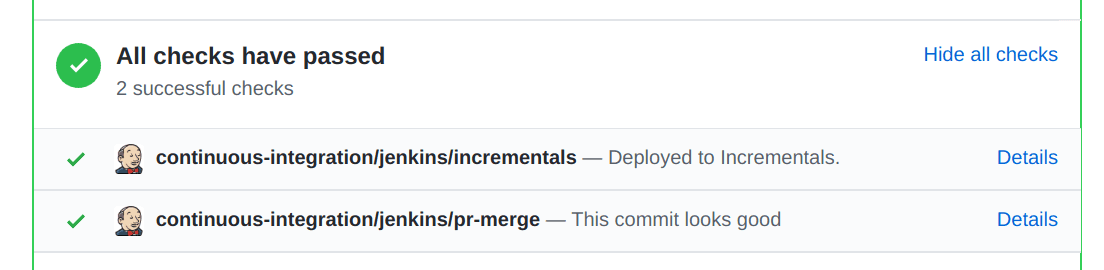 All checks have passed
Hide all checks
2 successful checks
continuous-integration/jenkins/incrementals — Deployed to Incrementals.
Details
continuous-integration/jenkins/pr-merge — This commit looks good
Details